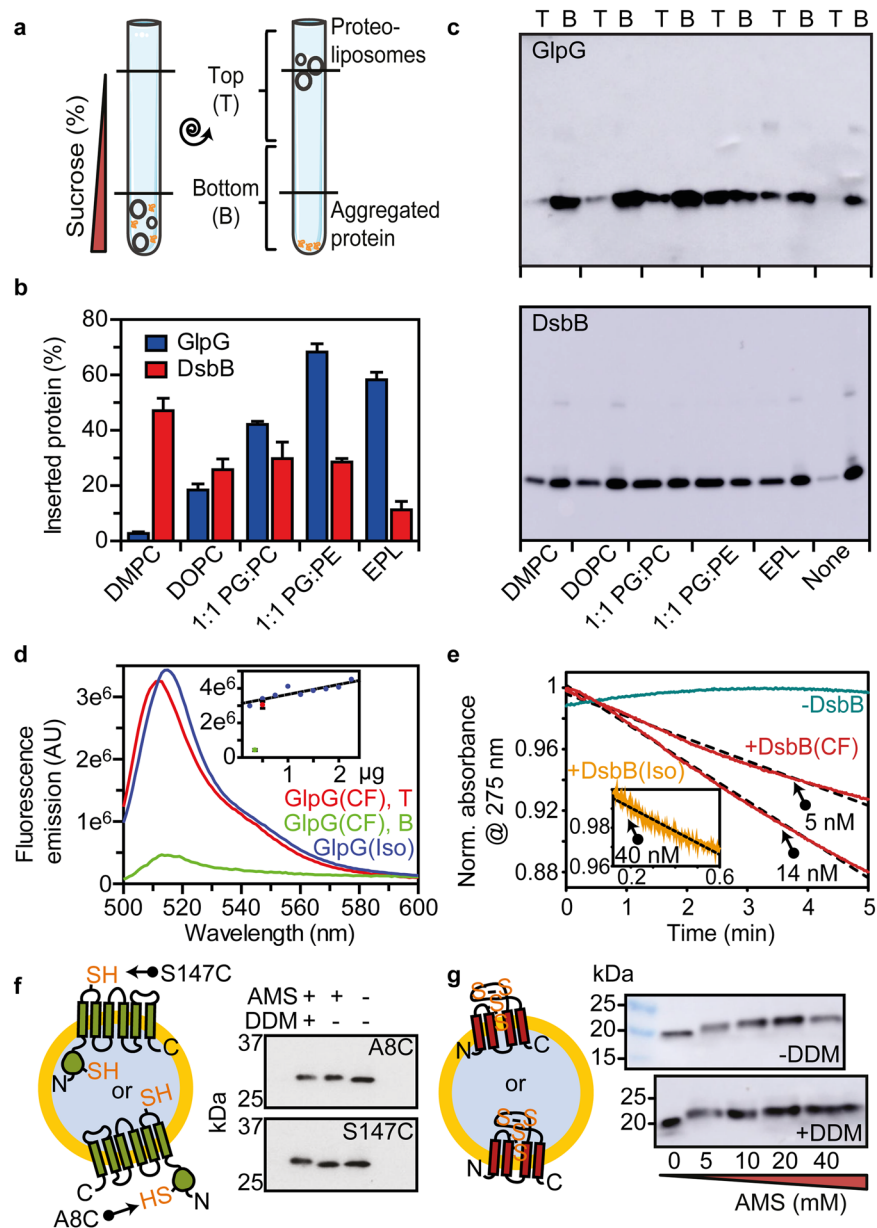 a
Sucrose (%)
Top
(T)
Bottom
(B)
Proteo-
liposomes
Aggregated
protein
b
Inserted protein (%)
80
60
40
20
0
GlpG
DsbB
DMPC
DOPC
1:1 PG:PC
1:1 PG:PE
EPL
c
T B T B T B T B T B T B
GlpG
DsbB
DMPC
DOPC
1:1 PG:PC
1:1 PG:PE
EPL
None
d
Fluorescence
emission (AU)
3e6
2e6
1e6
0
500 520 540 560 580 600
Wavelength (nm)
4e6
2e6
0
1 2 µg
GlpG(CF), T
GlpG(CF), B
GlpG(Iso)
e
Norm. absorbance
@ 275 nm
1
0.96
0.92
0.88
0 1 2 3 4 5
Time (min)
-DsbB
+DsbB(CF)
+DsbB(Iso)
5 nM
14 nM
0.98
0.96
40 nM
0.2 0.6
f
SH
S147C
N
SH
C
or
SH
C
HS
N
A8C
AMS + + -
DDM + - -
kDa
37
25
A8C
37
25
S147C
g
S-S
S
S
N C
or
S-S
S
S
N C
kDa
25
20
15
-DDM
25
20
+DDM
0 5 10 20 40
AMS (mM)